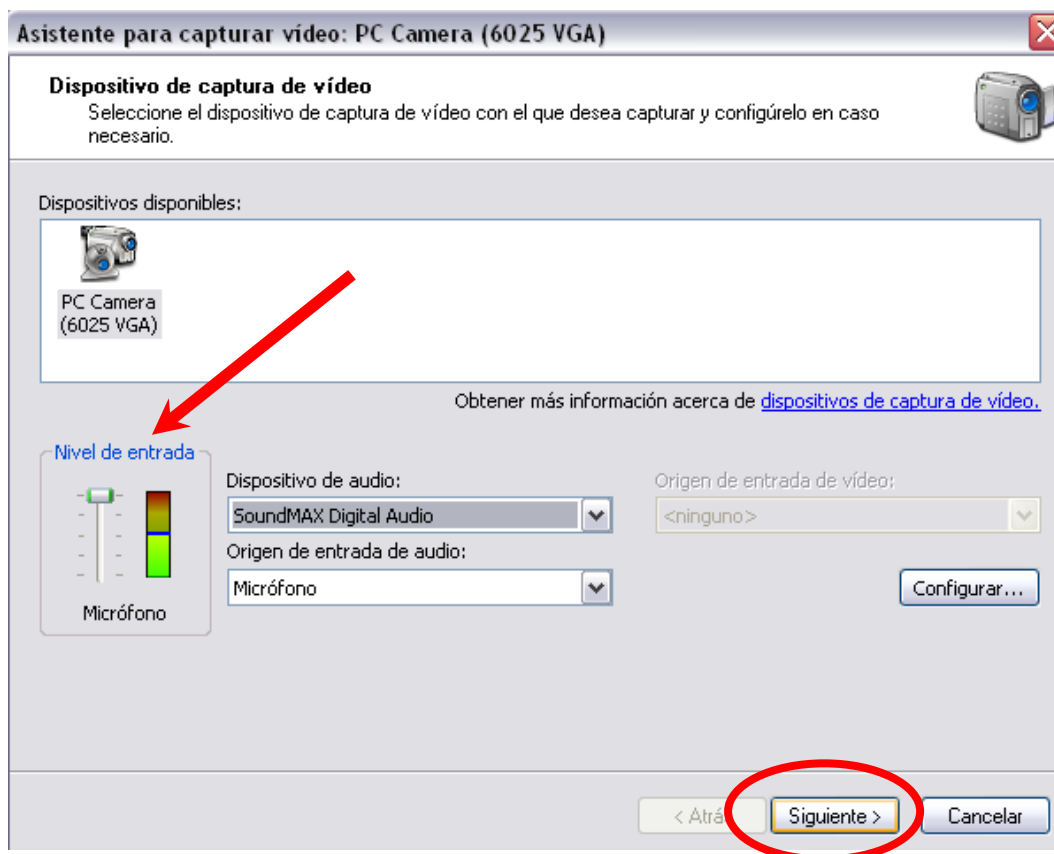 Asistente para capturar vídeo: PC Camera (6025 VGA)
Dispositivo de captura de vídeo
Seleccione el dispositivo de captura de vídeo con el que desea capturar y configúrelo en caso
necesario.
Dispositivos disponibles:
PC Camera
(6025 VGA)
Obtener más información acerca de dispositivos de captura de vídeo.
Nivel de entrada
Micrófono
Dispositivo de audio:
SoundMAX Digital Audio
Origen de entrada de audio:
Micrófono
Origen de entrada de vídeo:
<ninguno>
Configurar...
< Atrá
Siguiente >
Cancelar